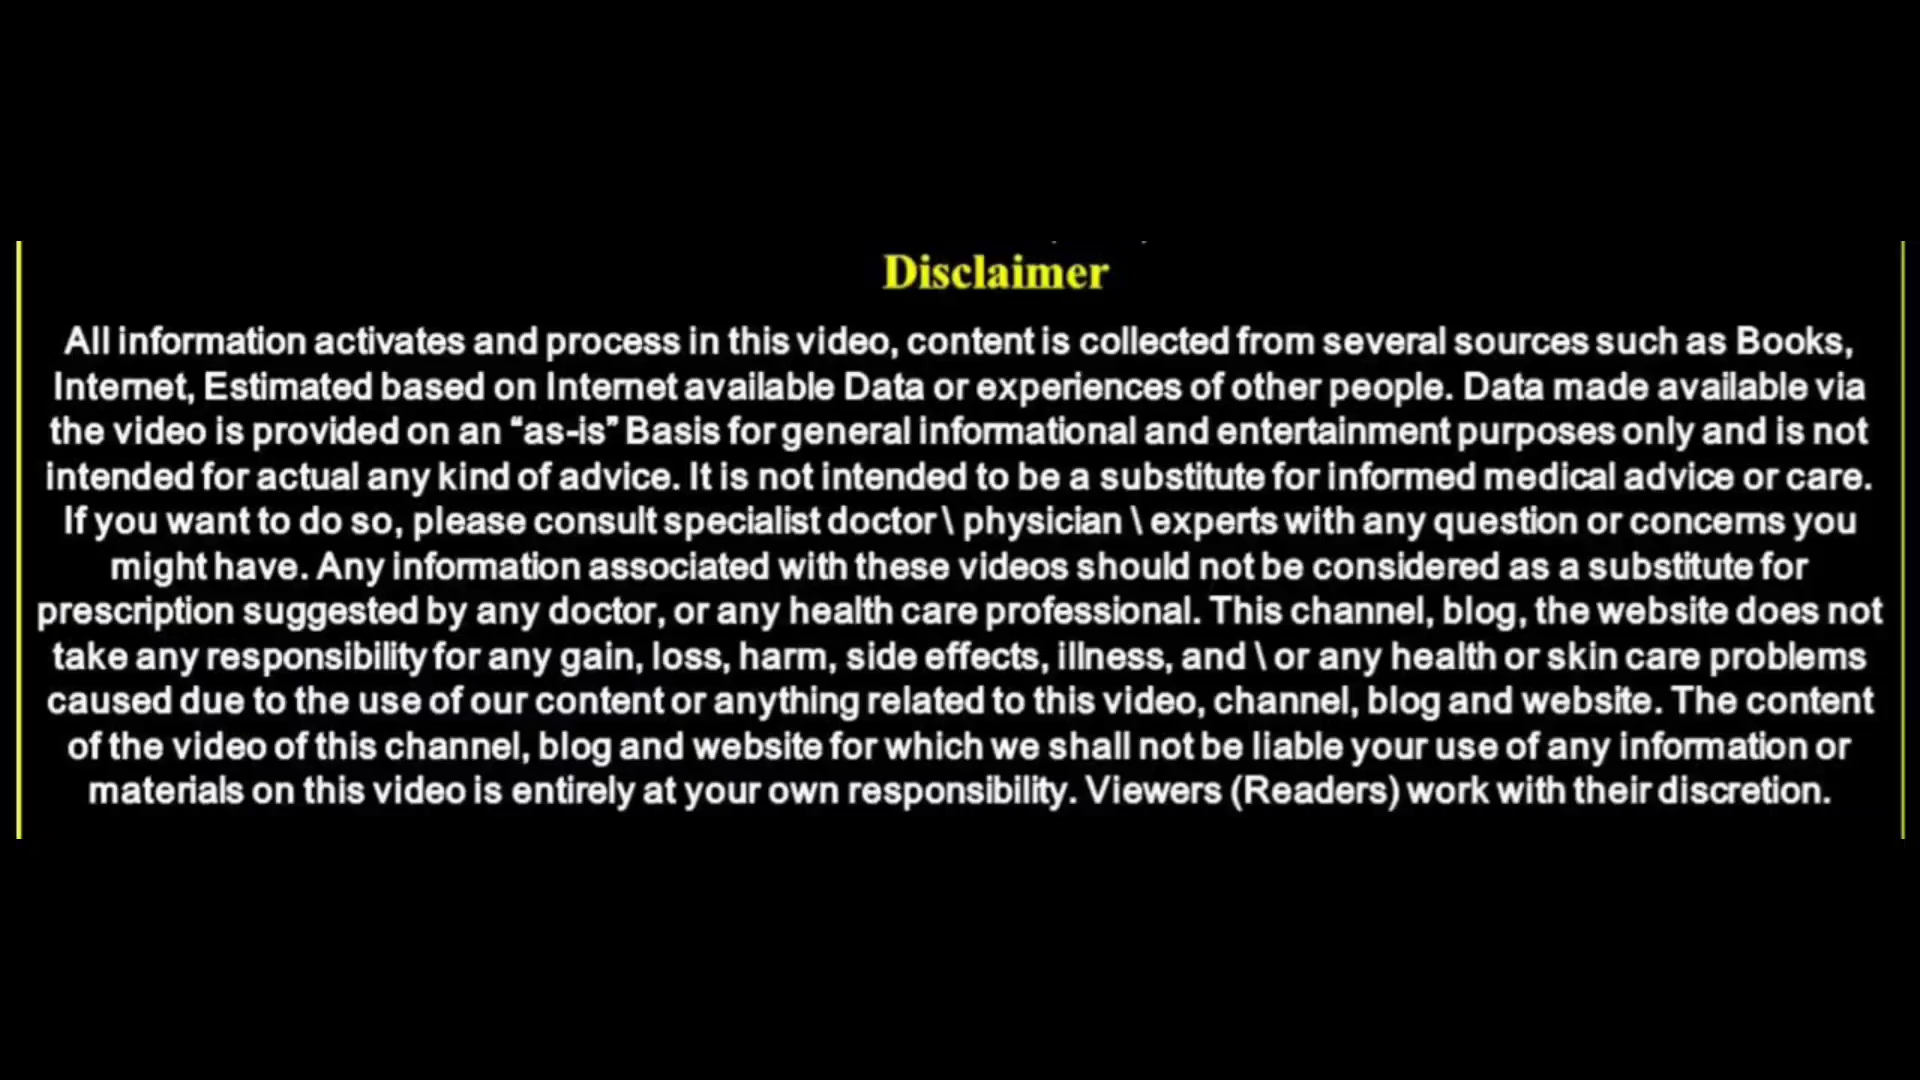 Disclaimer
All information activates and process in this video, content is collected from several sources such as Books,
Internet, Estimated based on Internet available Data or experiences of other people. Data made available via
the video is provided on an “as-is” Basis for general informational and entertainment purposes only and is not
intended for actual any kind of advice. It is not intended to be a substitute for informed medical advice or care.
If you want to do so, please consult specialist doctor \ physician \ experts with any question or concerns you
might have. Any information associated with these videos should not be considered as a substitute for
prescription suggested by any doctor, or any health care professional. This channel, blog, the website does not
take any responsibility for any gain, loss, harm, side effects, illness, and \ or any health or skin care problems
caused due to the use of our content or anything related to this video, channel, blog and website. The content
of the video of this channel, blog and website for which we shall not be liable your use of any information or
materials on this video is entirely at your own responsibility. Viewers (Readers) work with their discretion.